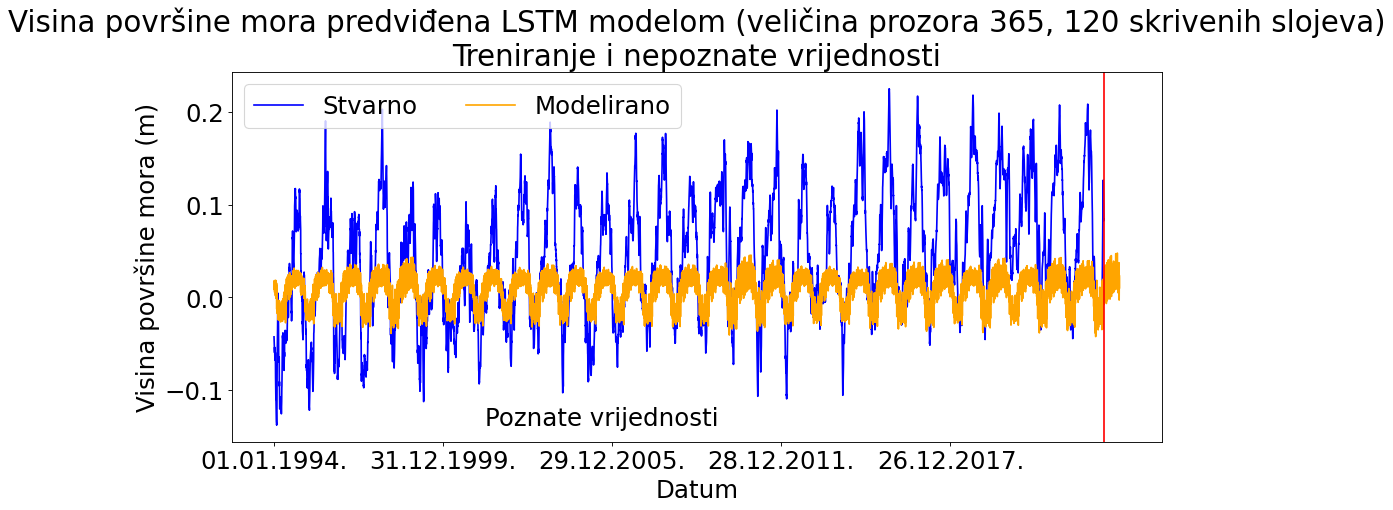 Visina površine mora predviđena LSTM modelom (veličina prozora 365, 120 skrivenih slojeva)
Treniranje i nepoznate vrijednosti
Stvarno Modelirano
Visina površine mora (m)
0.2
0.1
0.0
−0.1
Poznate vrijednosti
01.01.1994. 31.12.1999. 29.12.2005. 28.12.2011. 26.12.2017.
Datum